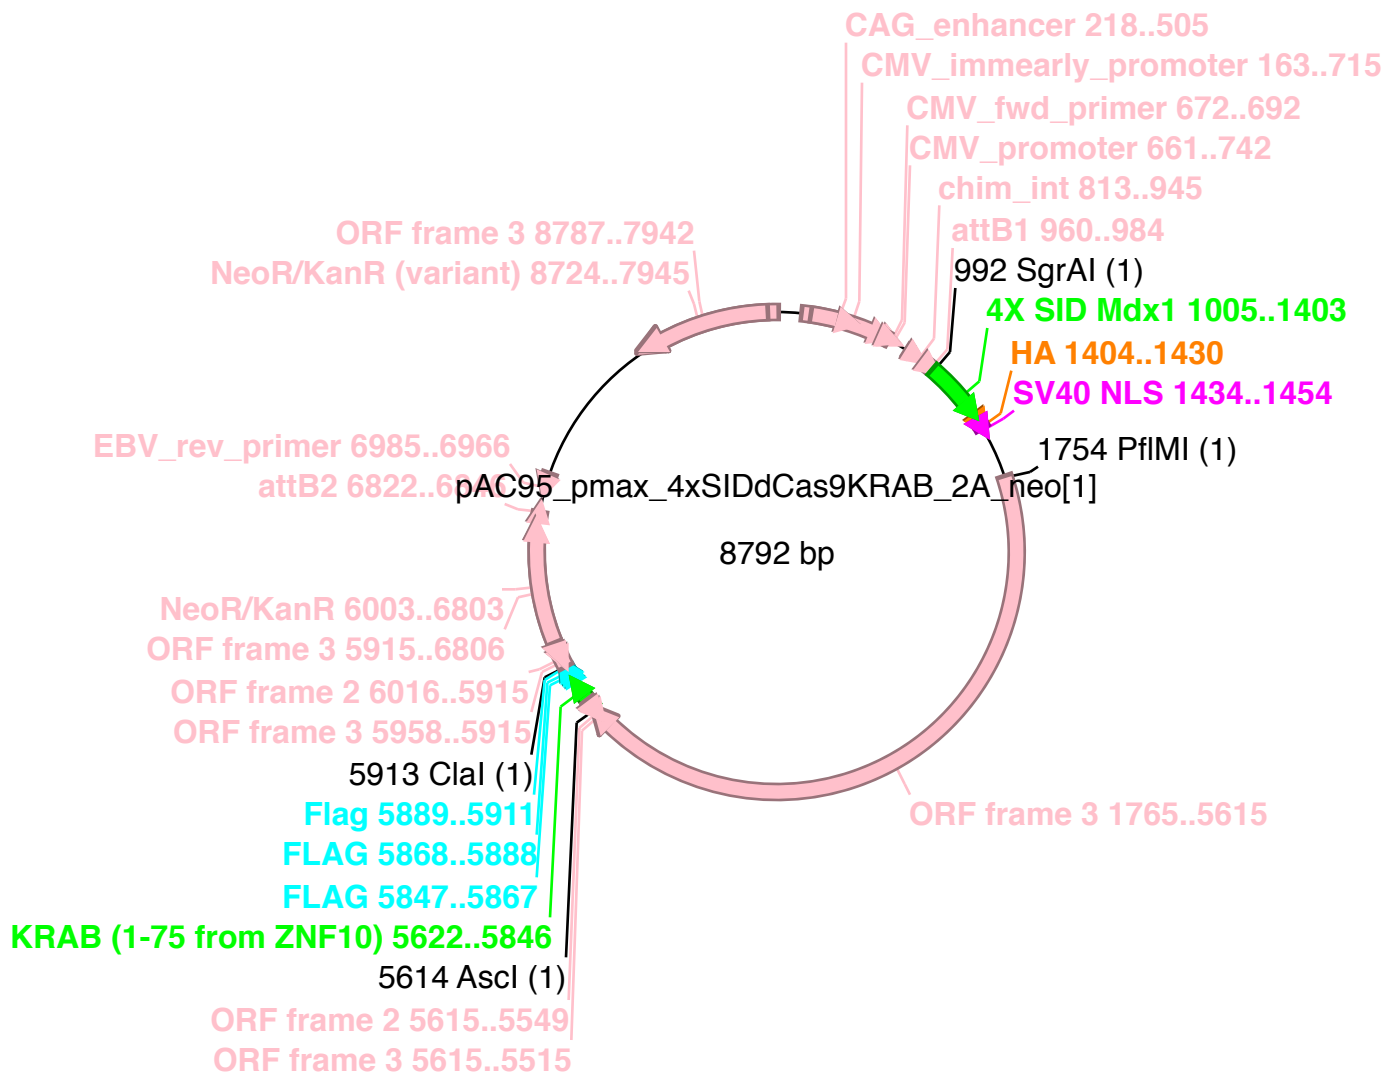 CAG_enhancer 218..505
CMV_immearly_promoter 163..715
CMV_fwd_primer 672..692
CMV_promoter 661..742
chim_int 813..945
attB1 960..984
992 SgrAI (1)
4X SID Mdx1 1005..1403
HA 1404..1430
SV40 NLS 1434..1454
1754 PflMI (1)
ORF frame 3 8787..7942
NeoR/KanR (variant) 8724..7945
EBV_rev_primer 6985..6966
attB2 6822..
pAC95_pmax_4xSIDdCas9KRAB_2A_neo[1]
8792 bp
NeoR/KanR 6003..6803
ORF frame 3 5915..6806
ORF frame 2 6016..5915
ORF frame 3 5958..5915
5913 ClaI (1)
Flag 5889..5911
FLAG 5868..5888
FLAG 5847..5867
KRAB (1-75 from ZNF10) 5622..5846
5614 AscI (1)
ORF frame 2 5615..5549
ORF frame 3 5615..5515
ORF frame 3 1765..5615